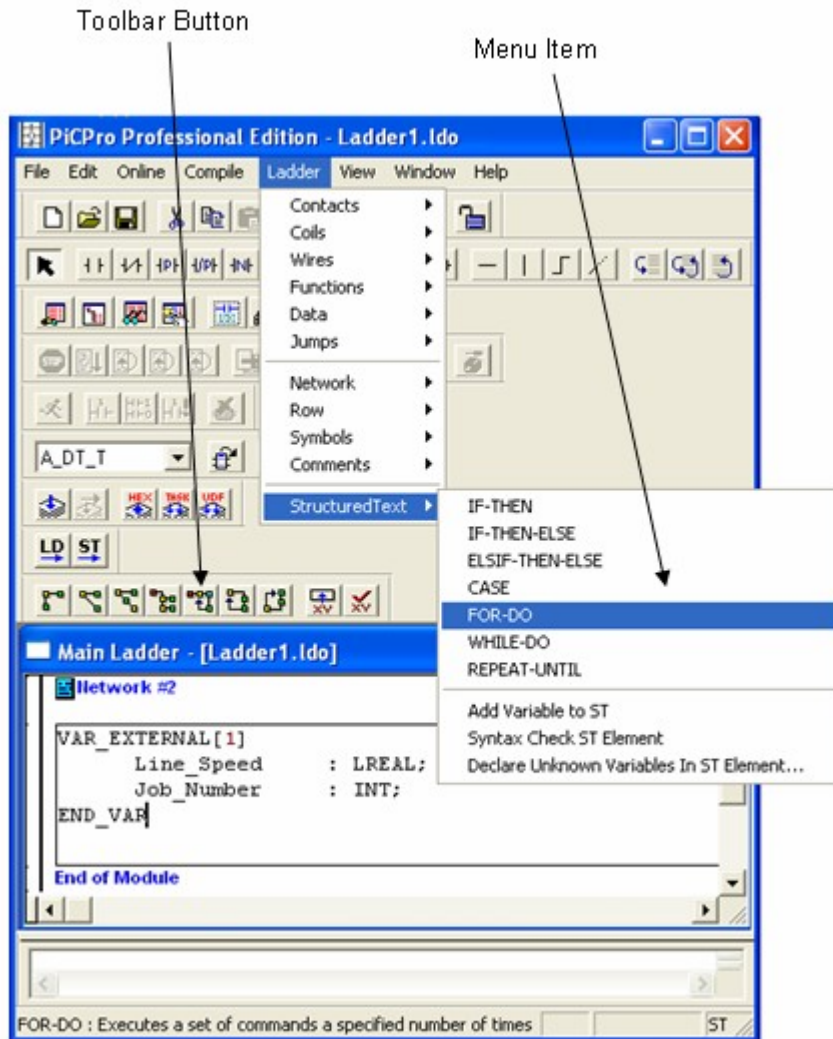 Toolbar Button
Menu Item
PiCPro Professional Edition - Ladder1.ldo
File Edit Online Compile Ladder View Window Help
Contacts
Coils
Wires
Functions
Data
Jumps
Network
Row
Symbols
Comments
StructuredText
IF-THEN
IF-THEN-ELSE
ELSIF-THEN-ELSE
CASE
FOR-DO
WHILE-DO
REPEAT-UNTIL
Add Variable to ST
Syntax Check ST Element
Declare Unknown Variables In ST Element...
A_DT_T
HEX TASK UDF
LD ST
XV XV
Main Ladder - [Ladder1.ldo]
Network #2
VAR_EXTERNAL[1]
Line_Speed : LREAL;
Job_Number : INT;
END_VAR
End of Module
FOR-DO : Executes a set of commands a specified number of times ST